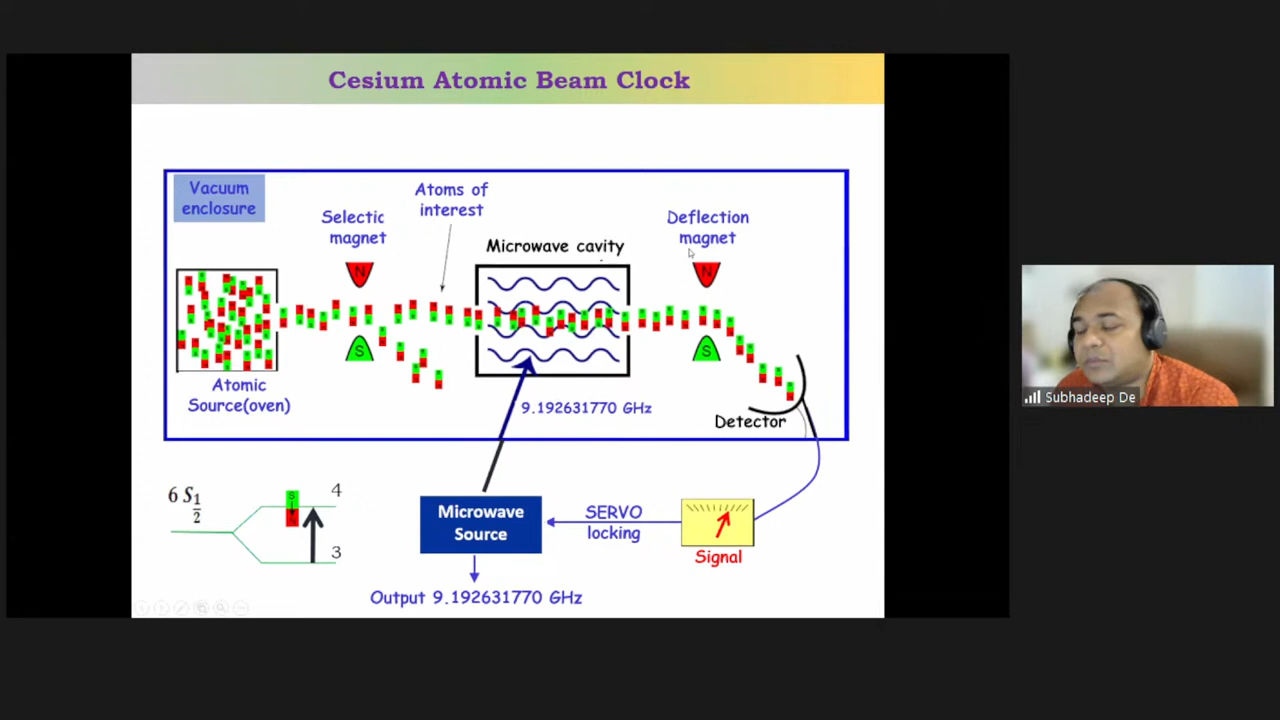 Cesium Atomic Beam Clock
Vacuum
enclosure
Atoms of
interest
Selectic
magnet
Deflection
magnet
Microwave cavity
N
N
S
S
Atomic
Source(oven)
9.192631770 GHz
Detector
Subhadeep De
6 S 1/2
4
3
Microwave
Source
SERVO
locking
Signal
Output 9.192631770 GHz